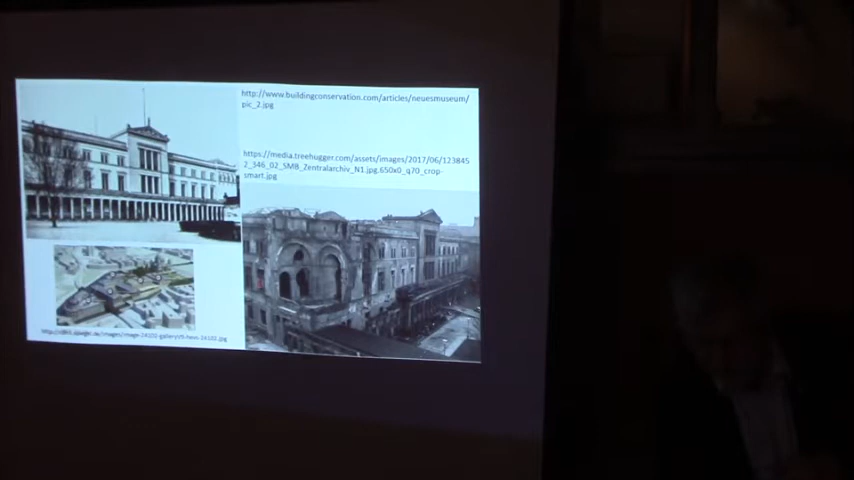 http://www.buildingconservation.com/articles/neuesmuseum/
pic_2.jpg
https://media.treehugger.com/assets/images/2017/06/123845
2_346_02_SMB_Zentralarchiv_N1.jpg.650x0_q70_crop-
smart.jpg